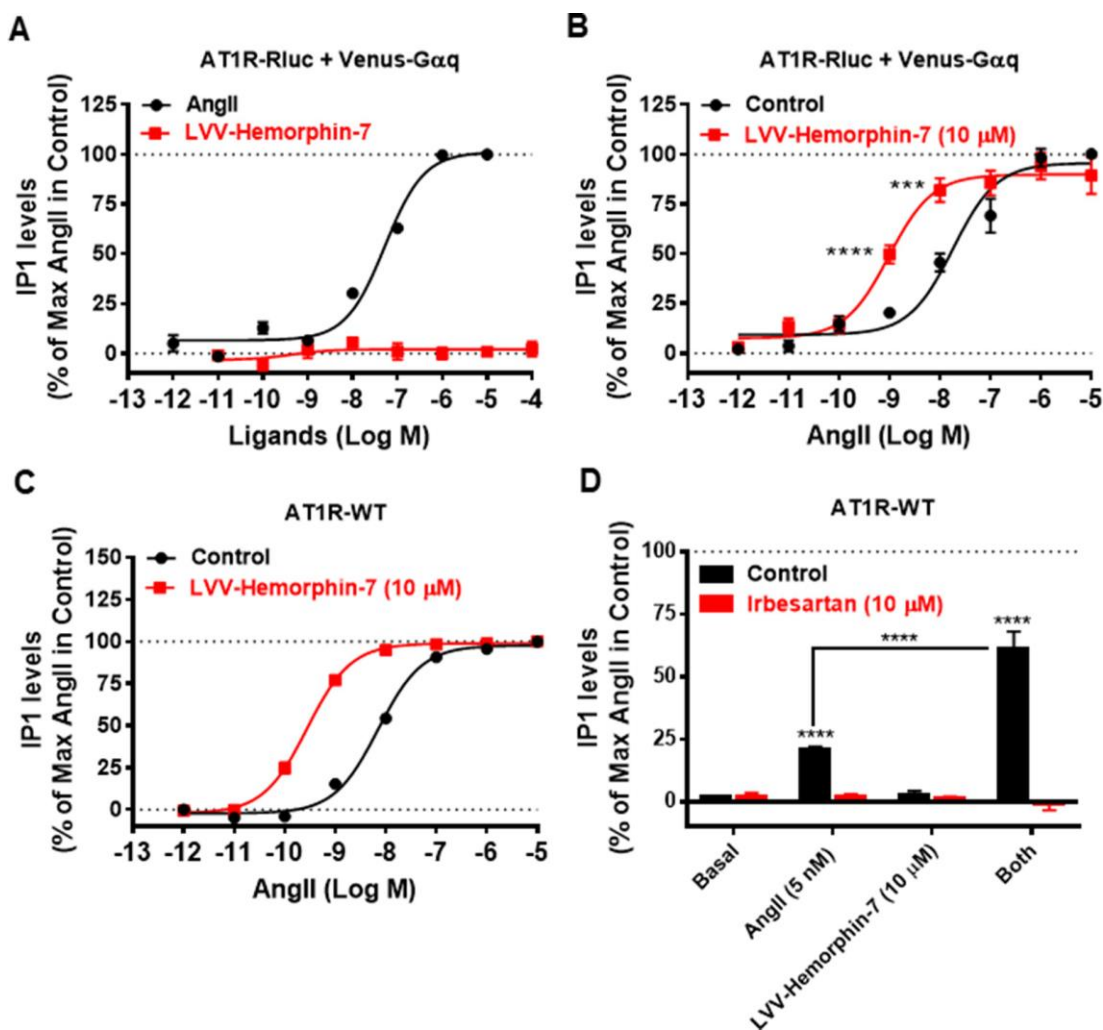 A
AT1R-Rluc + Venus-Gαq
AngII
LVV-Hemorphin-7
IP1 levels
(% of Max AngII in Control)
125
100
75
50
25
0
-13 -12 -11 -10 -9 -8 -7 -6 -5 -4
Ligands (Log M)
B
AT1R-Rluc + Venus-Gαq
Control
LVV-Hemorphin-7 (10 μM)
IP1 levels
(% of Max AngII in Control)
125
100
75
50
25
0
***
****
-13 -12 -11 -10 -9 -8 -7 -6 -5
AngII (Log M)
C
AT1R-WT
Control
LVV-Hemorphin-7 (10 μM)
IP1 levels
(% of Max AngII in Control)
150
125
100
75
50
25
0
-13 -12 -11 -10 -9 -8 -7 -6 -5
AngII (Log M)
D
AT1R-WT
Control
Irbesartan (10 μM)
IP1 levels
(% of Max AngII in Control)
100
75
50
25
0
****
****
****
Basal
AngII (5 nM)
LVV-Hemorphin-7 (10 μM)
Both